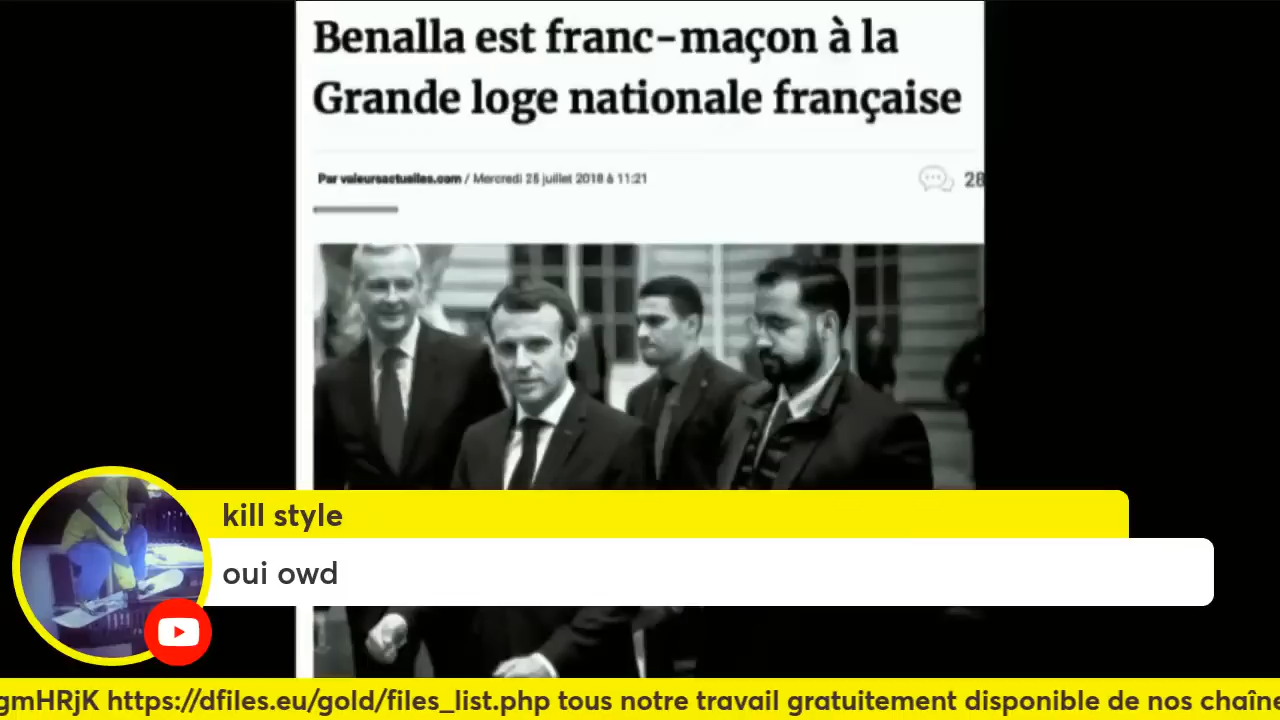 Benalla est franc-maçon à la
Grande loge nationale française
Par valeursactuelles.com / Mercredi 25 juillet 2018 à 11:21
28
kill style
oui owd
gmHRjK https://dfiles.eu/gold/files_list.php tous notre travail gratuitement disponible de nos chaîne